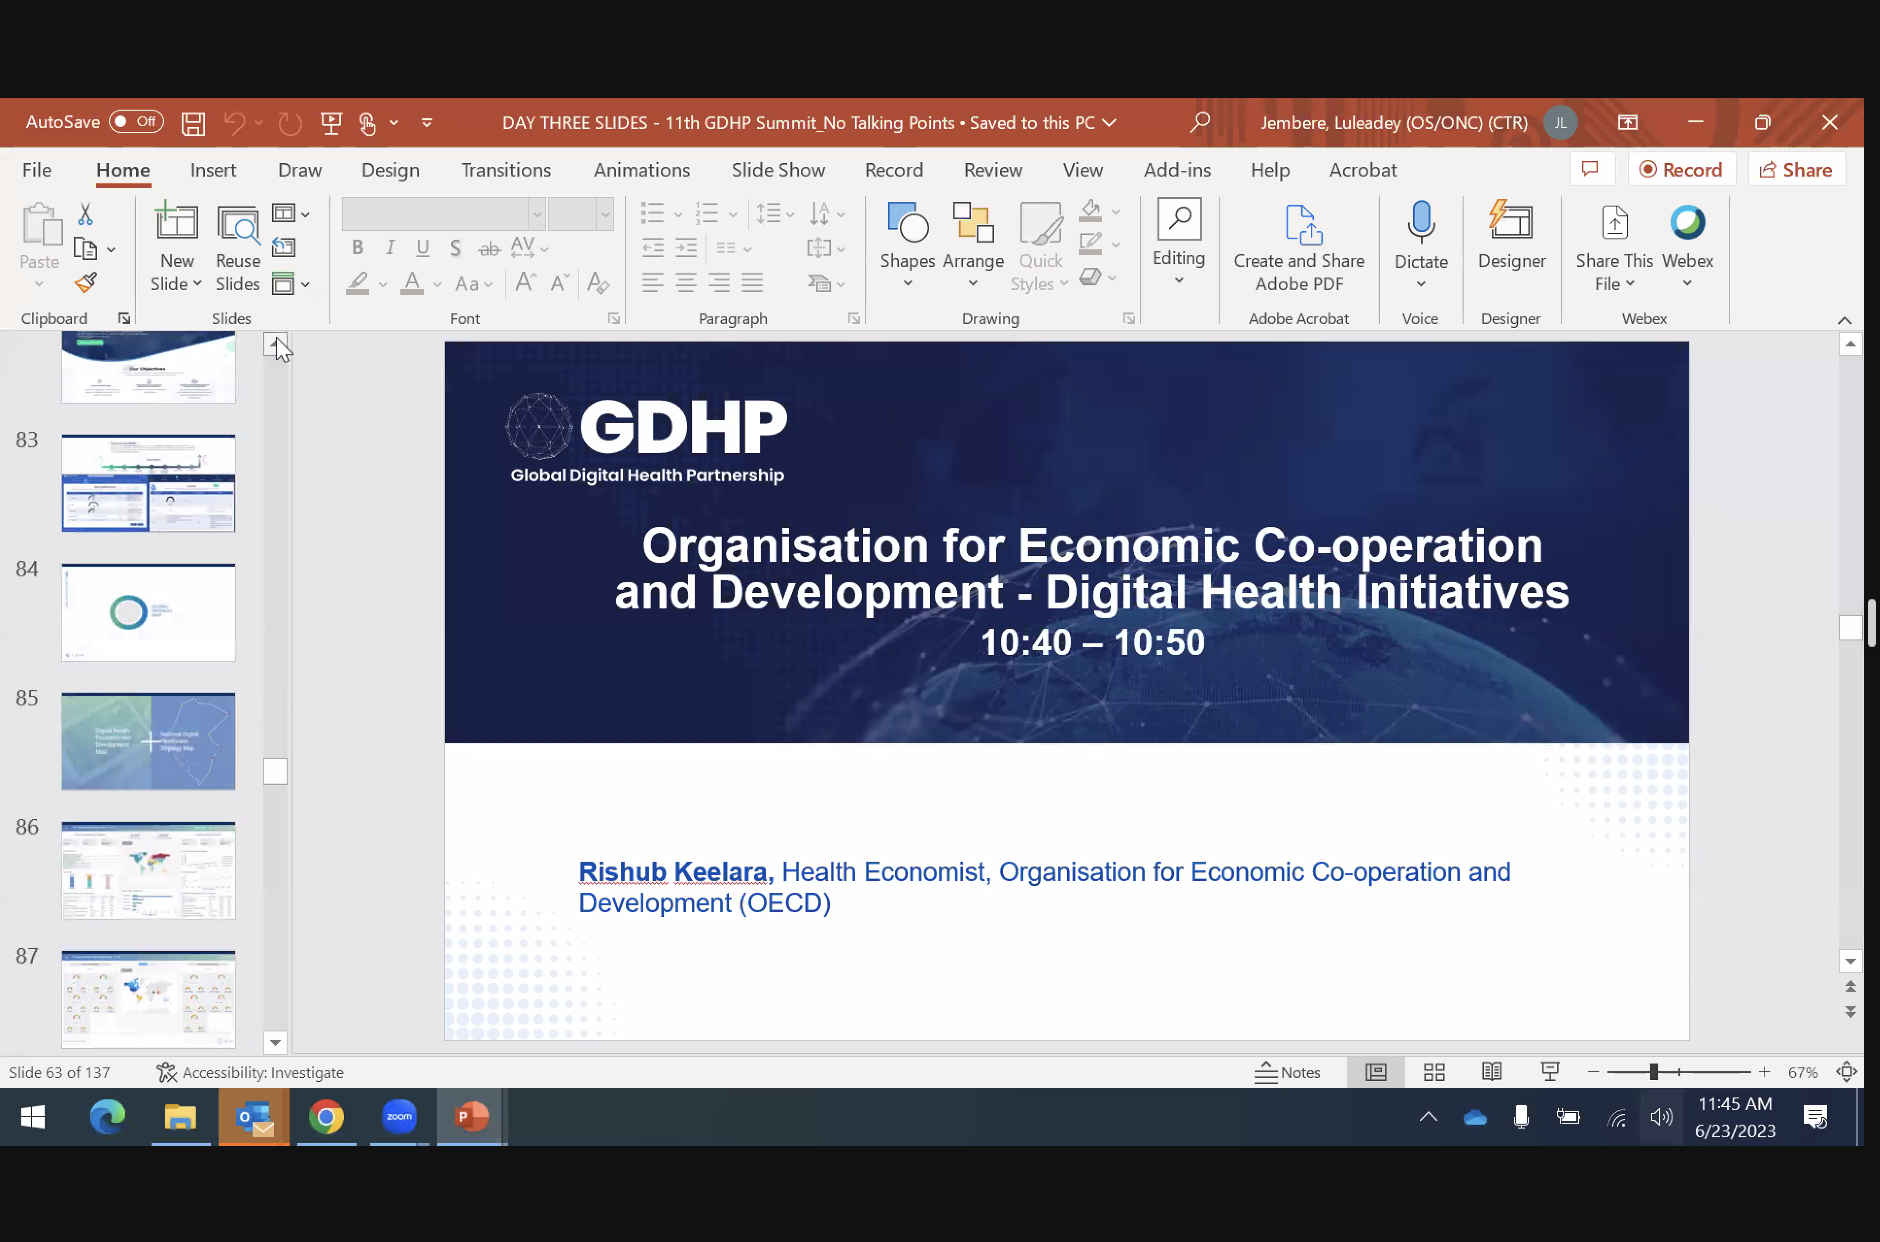 AutoSave Off DAY THREE SLIDES - 11th GDHP Summit_No Talking Points • Saved to this PC Jembere, Luleadey (OS/ONC) (CTR) JL
File Home Insert Draw Design Transitions Animations Slide Show Record Review View Add-ins Help Acrobat Record Share
Paste New Slide Reuse Slides
B I U S ab AV
A Aa A A A
Shapes Arrange Quick Styles Editing
Create and Share Adobe PDF
Dictate Designer Share This File Webex
Clipboard Slides Font Paragraph Drawing Adobe Acrobat Voice Designer Webex
Our Objectives
83
84
85
86
87
GDHP
Global Digital Health Partnership
Organisation for Economic Co-operation
and Development - Digital Health Initiatives
10:40 – 10:50
Rishub Keelara, Health Economist, Organisation for Economic Co-operation and
Development (OECD)
Slide 63 of 137 Accessibility: Investigate Notes 67%
zoom
11:45 AM
6/23/2023